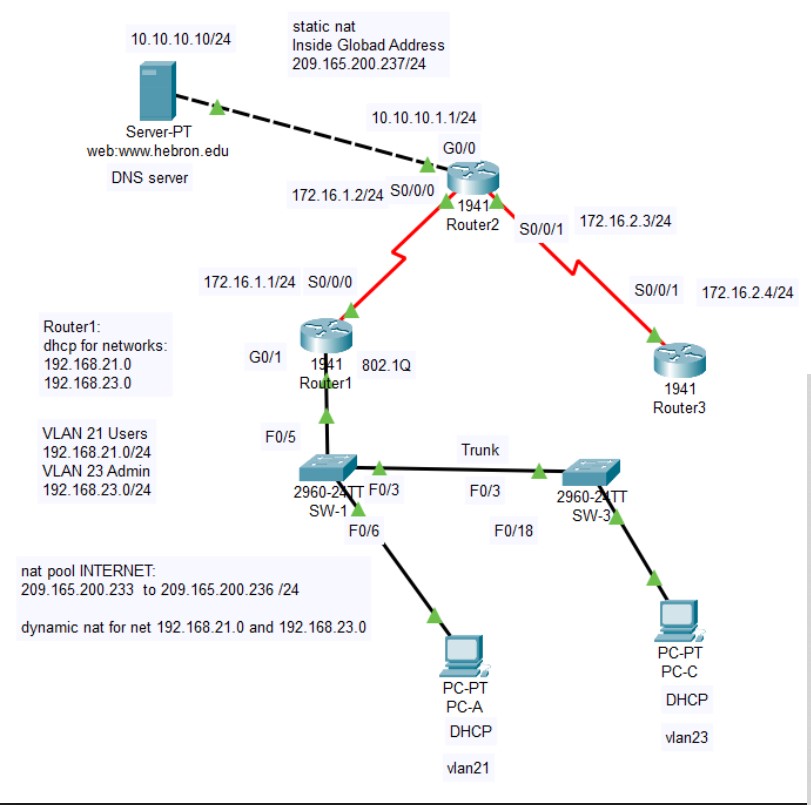 static nat
Inside Globad Address
209.165.200.237/24
10.10.10.10/24
Server-PT
web:www.hebron.edu
DNS server
10.10.10.1.1/24
G0/0
172.16.1.2/24
S0/0/0
1941
Router2
S0/0/1
172.16.2.3/24
172.16.1.1/24
S0/0/0
S0/0/1
172.16.2.4/24
Router1:
dhcp for networks:
192.168.21.0
192.168.23.0
G0/1
1941
Router1
802.1Q
1941
Router3
VLAN 21 Users
192.168.21.0/24
VLAN 23 Admin
192.168.23.0/24
F0/5
Trunk
2960-24TT
SW-1
F0/3
F0/3
2960-24TT
SW-3
F0/6
F0/18
nat pool INTERNET:
209.165.200.233 to 209.165.200.236 /24
dynamic nat for net 192.168.21.0 and 192.168.23.0
PC-PT
PC-A
DHCP
vlan21
PC-PT
PC-C
DHCP
vlan23